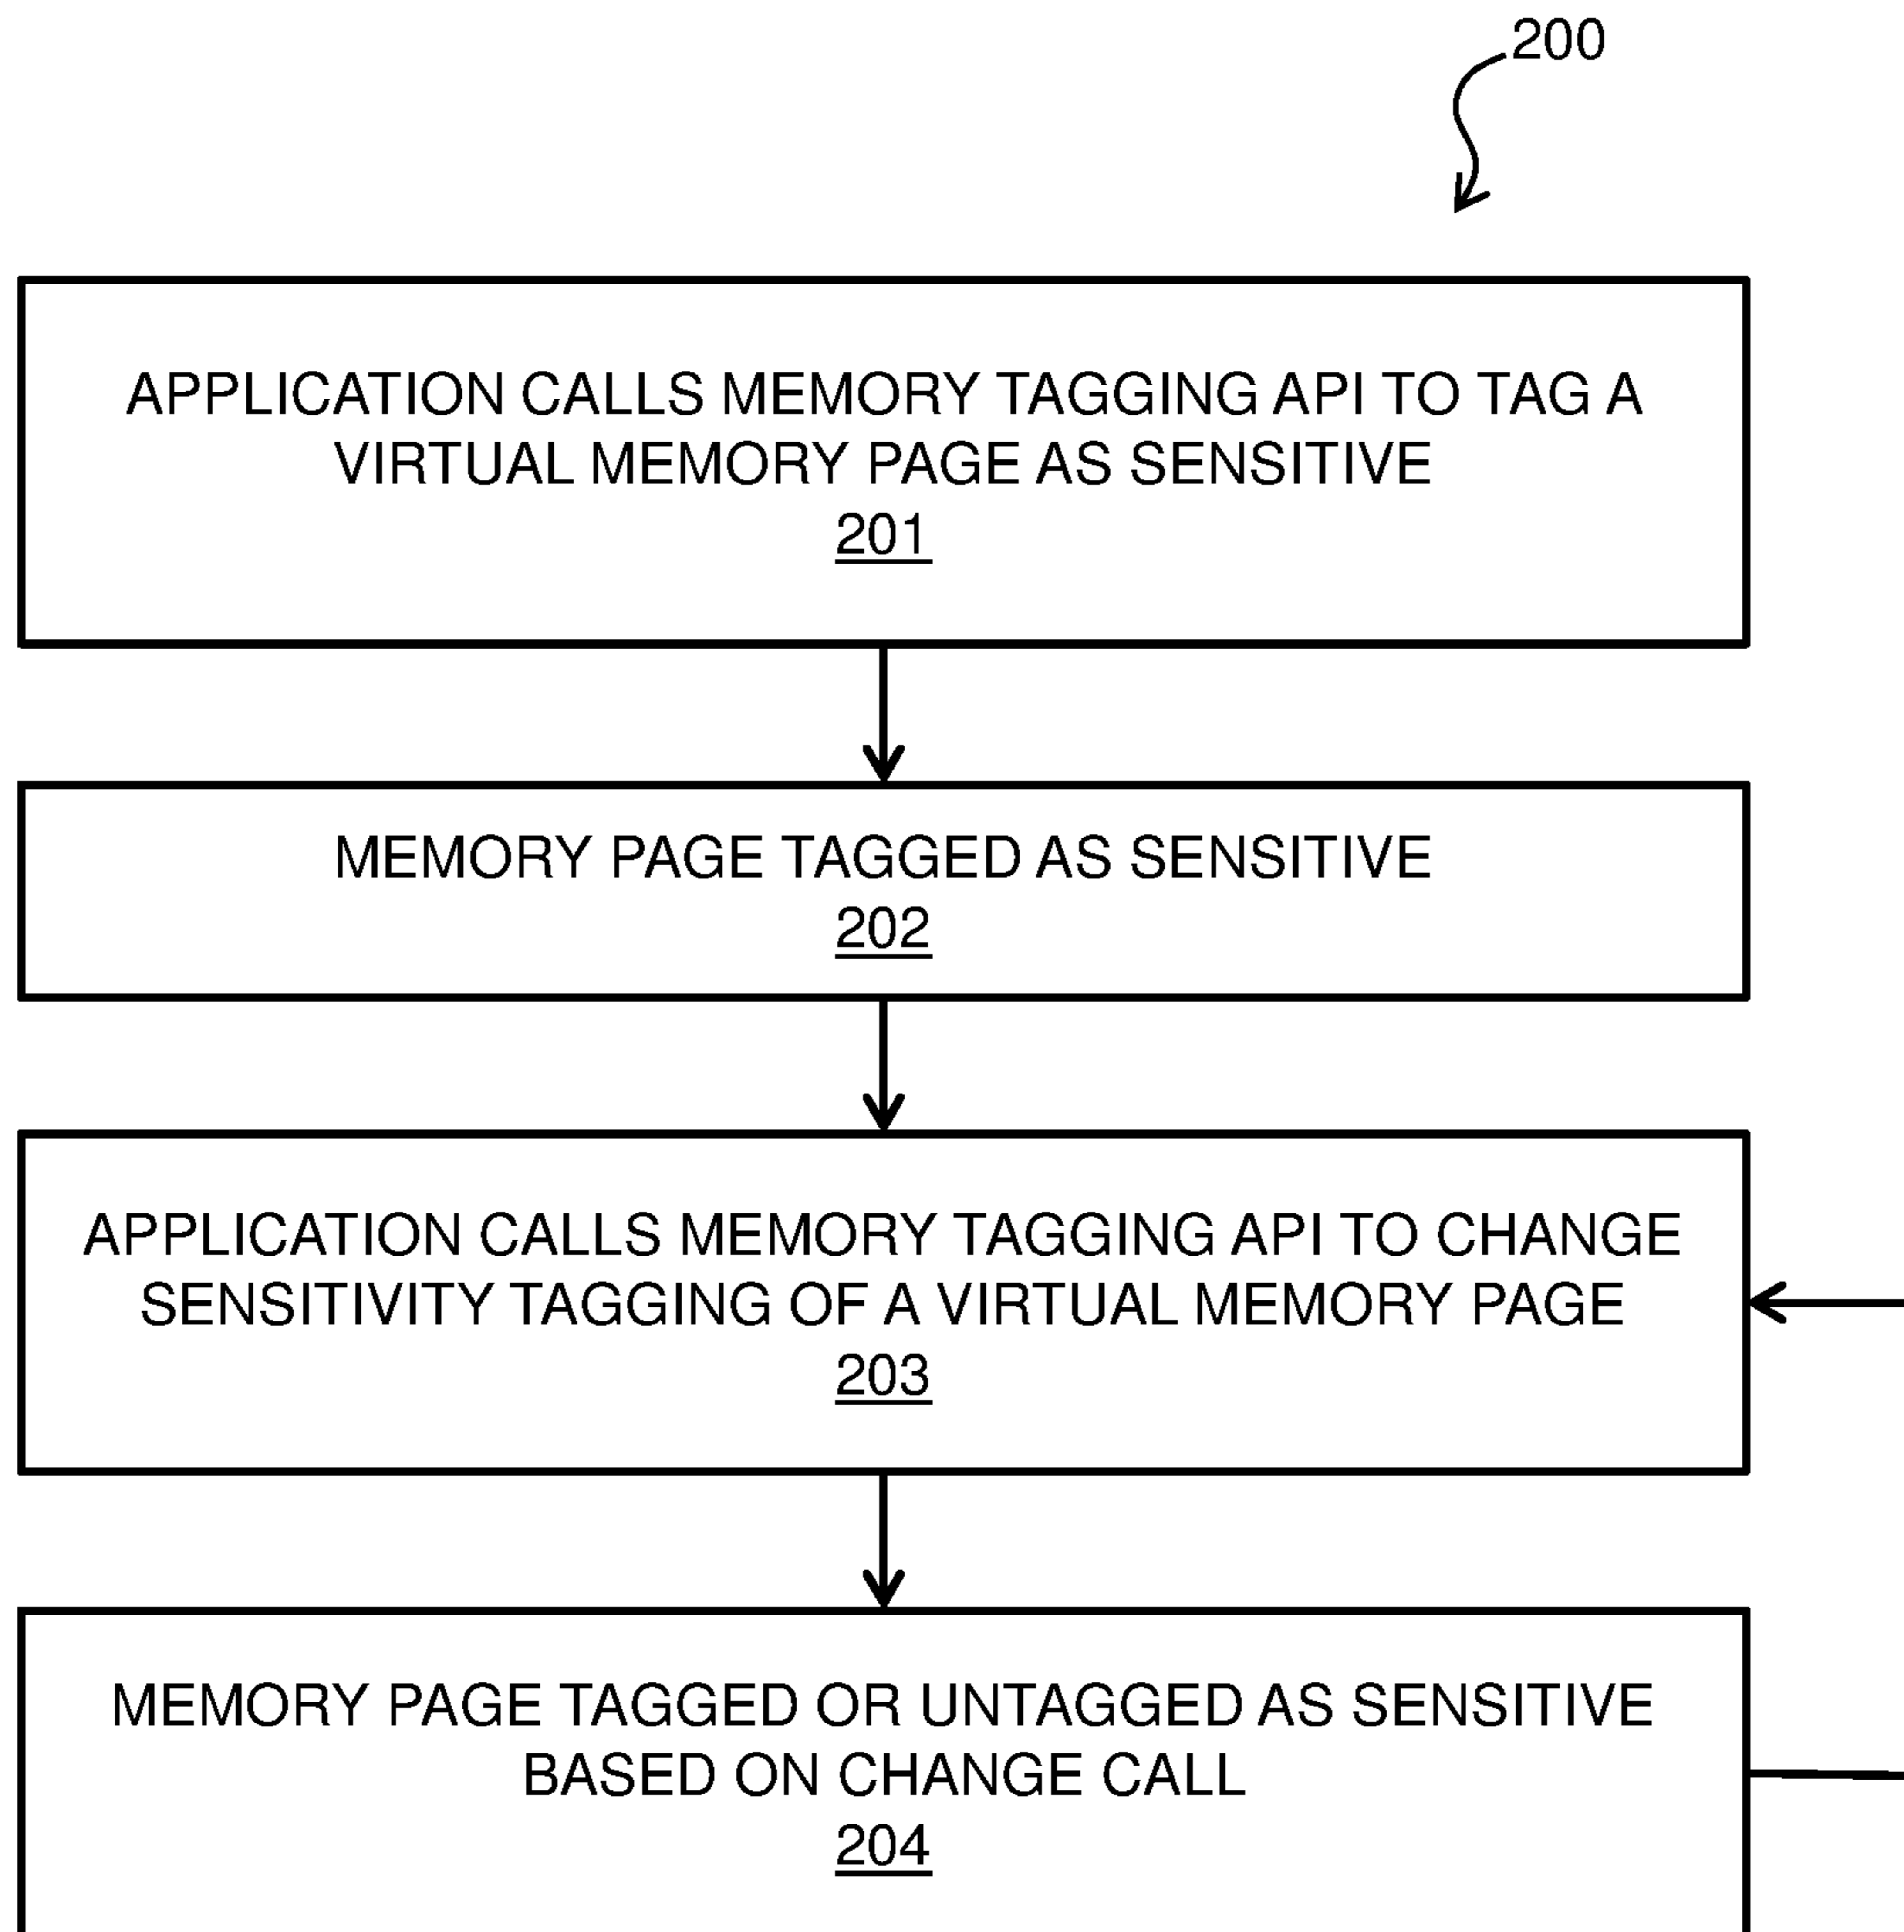 200
APPLICATION CALLS MEMORY TAGGING API TO TAG A
VIRTUAL MEMORY PAGE AS SENSITIVE
201
MEMORY PAGE TAGGED AS SENSITIVE
202
APPLICATION CALLS MEMORY TAGGING API TO CHANGE
SENSITIVITY TAGGING OF A VIRTUAL MEMORY PAGE
203
MEMORY PAGE TAGGED OR UNTAGGED AS SENSITIVE
BASED ON CHANGE CALL
204